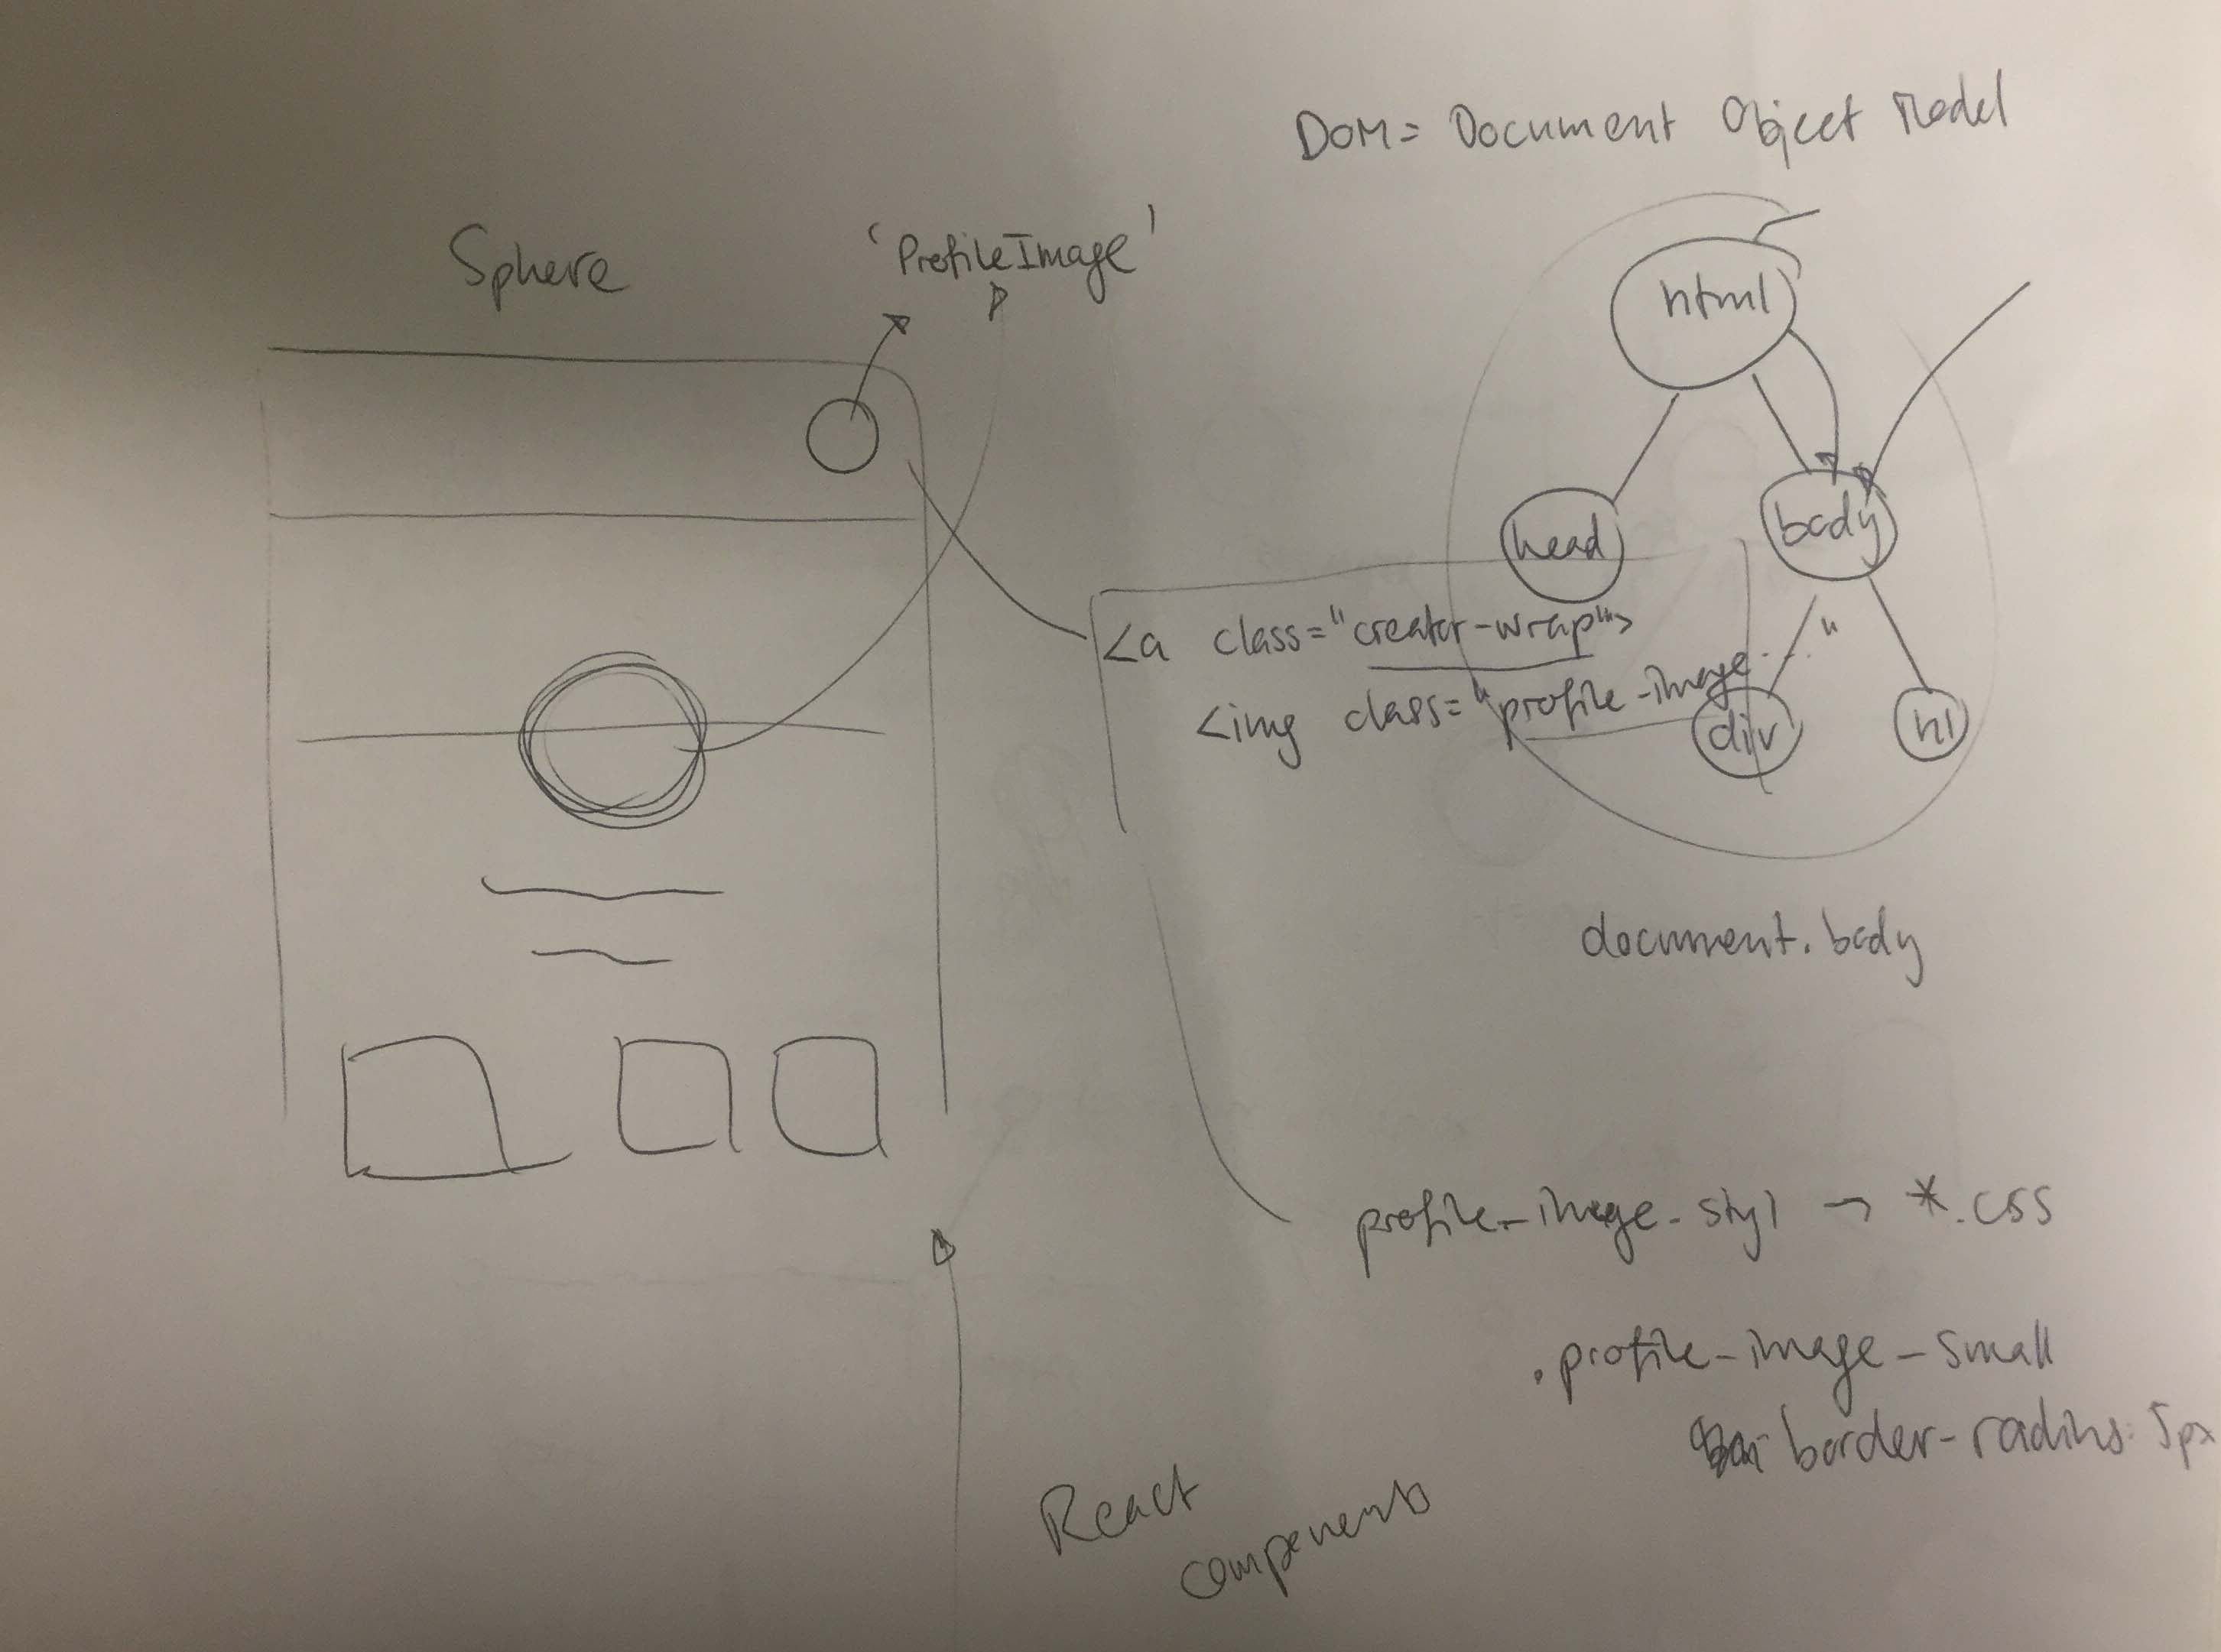 DOM = Document Object Model
Sphere
'ProfileImage'
html
head
body
<a class="creator-wrap">
<img class="profile-image..."
div
h1
document.body
profile-image-styl → *.css
.profile-image-small
border-radius: 5px
React
components